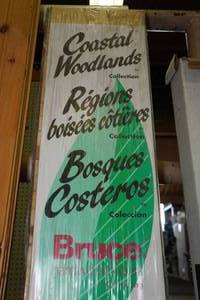 Coastal
Woodlands
Collection
Régions
boisées côtières
Collection
Bosques
Costeros
Colección
Bruce